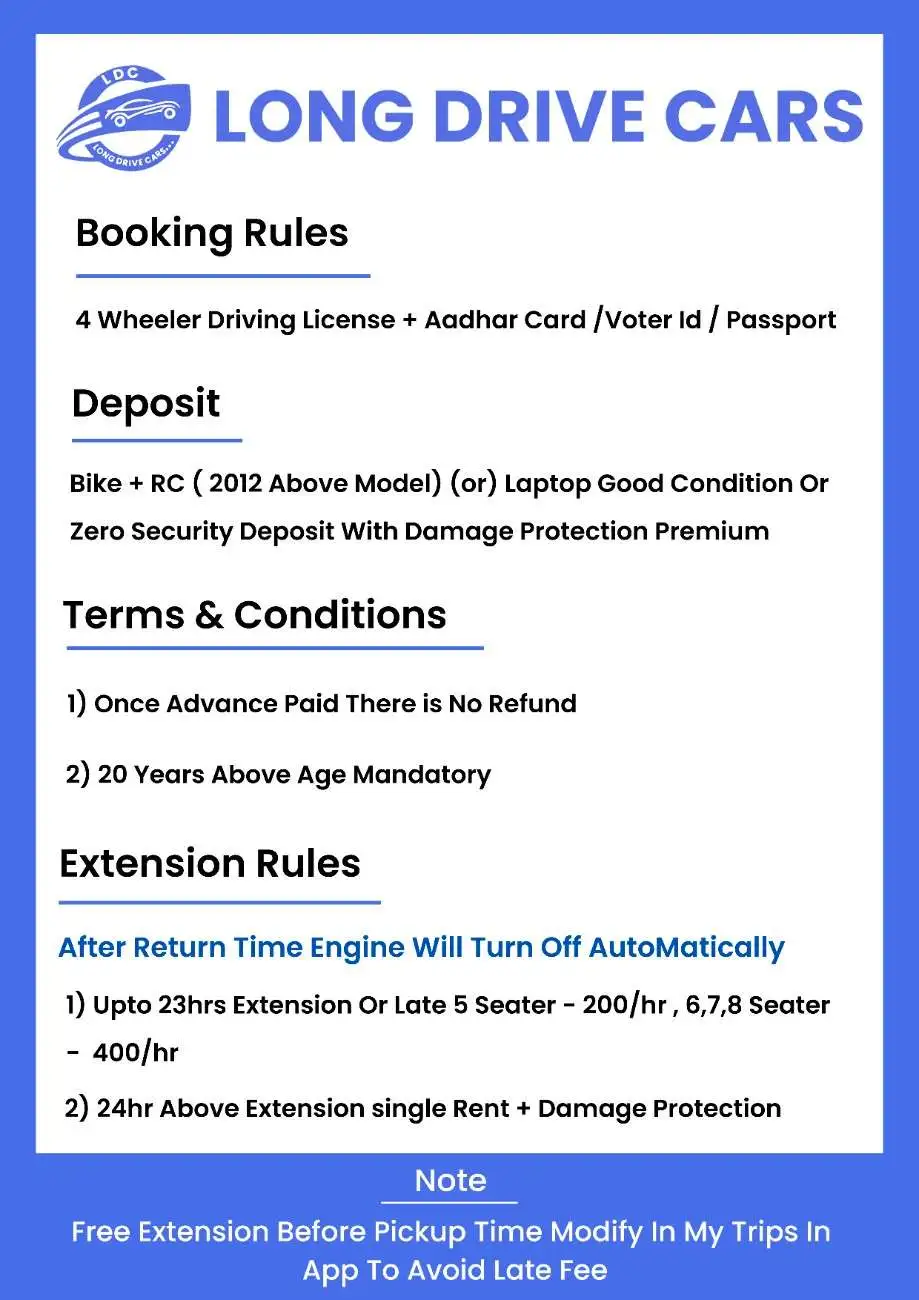 LDC
LONG DRIVE CARS...
LONG DRIVE CARS
Booking Rules
4 Wheeler Driving License + Aadhar Card /Voter Id / Passport
Deposit
Bike + RC ( 2012 Above Model) (or) Laptop Good Condition Or
Zero Security Deposit With Damage Protection Premium
Terms & Conditions
1) Once Advance Paid There is No Refund
2) 20 Years Above Age Mandatory
Extension Rules
After Return Time Engine Will Turn Off AutoMatically
1) Upto 23hrs Extension Or Late 5 Seater - 200/hr , 6,7,8 Seater
- 400/hr
2) 24hr Above Extension single Rent + Damage Protection
Note
Free Extension Before Pickup Time Modify In My Trips In
App To Avoid Late Fee